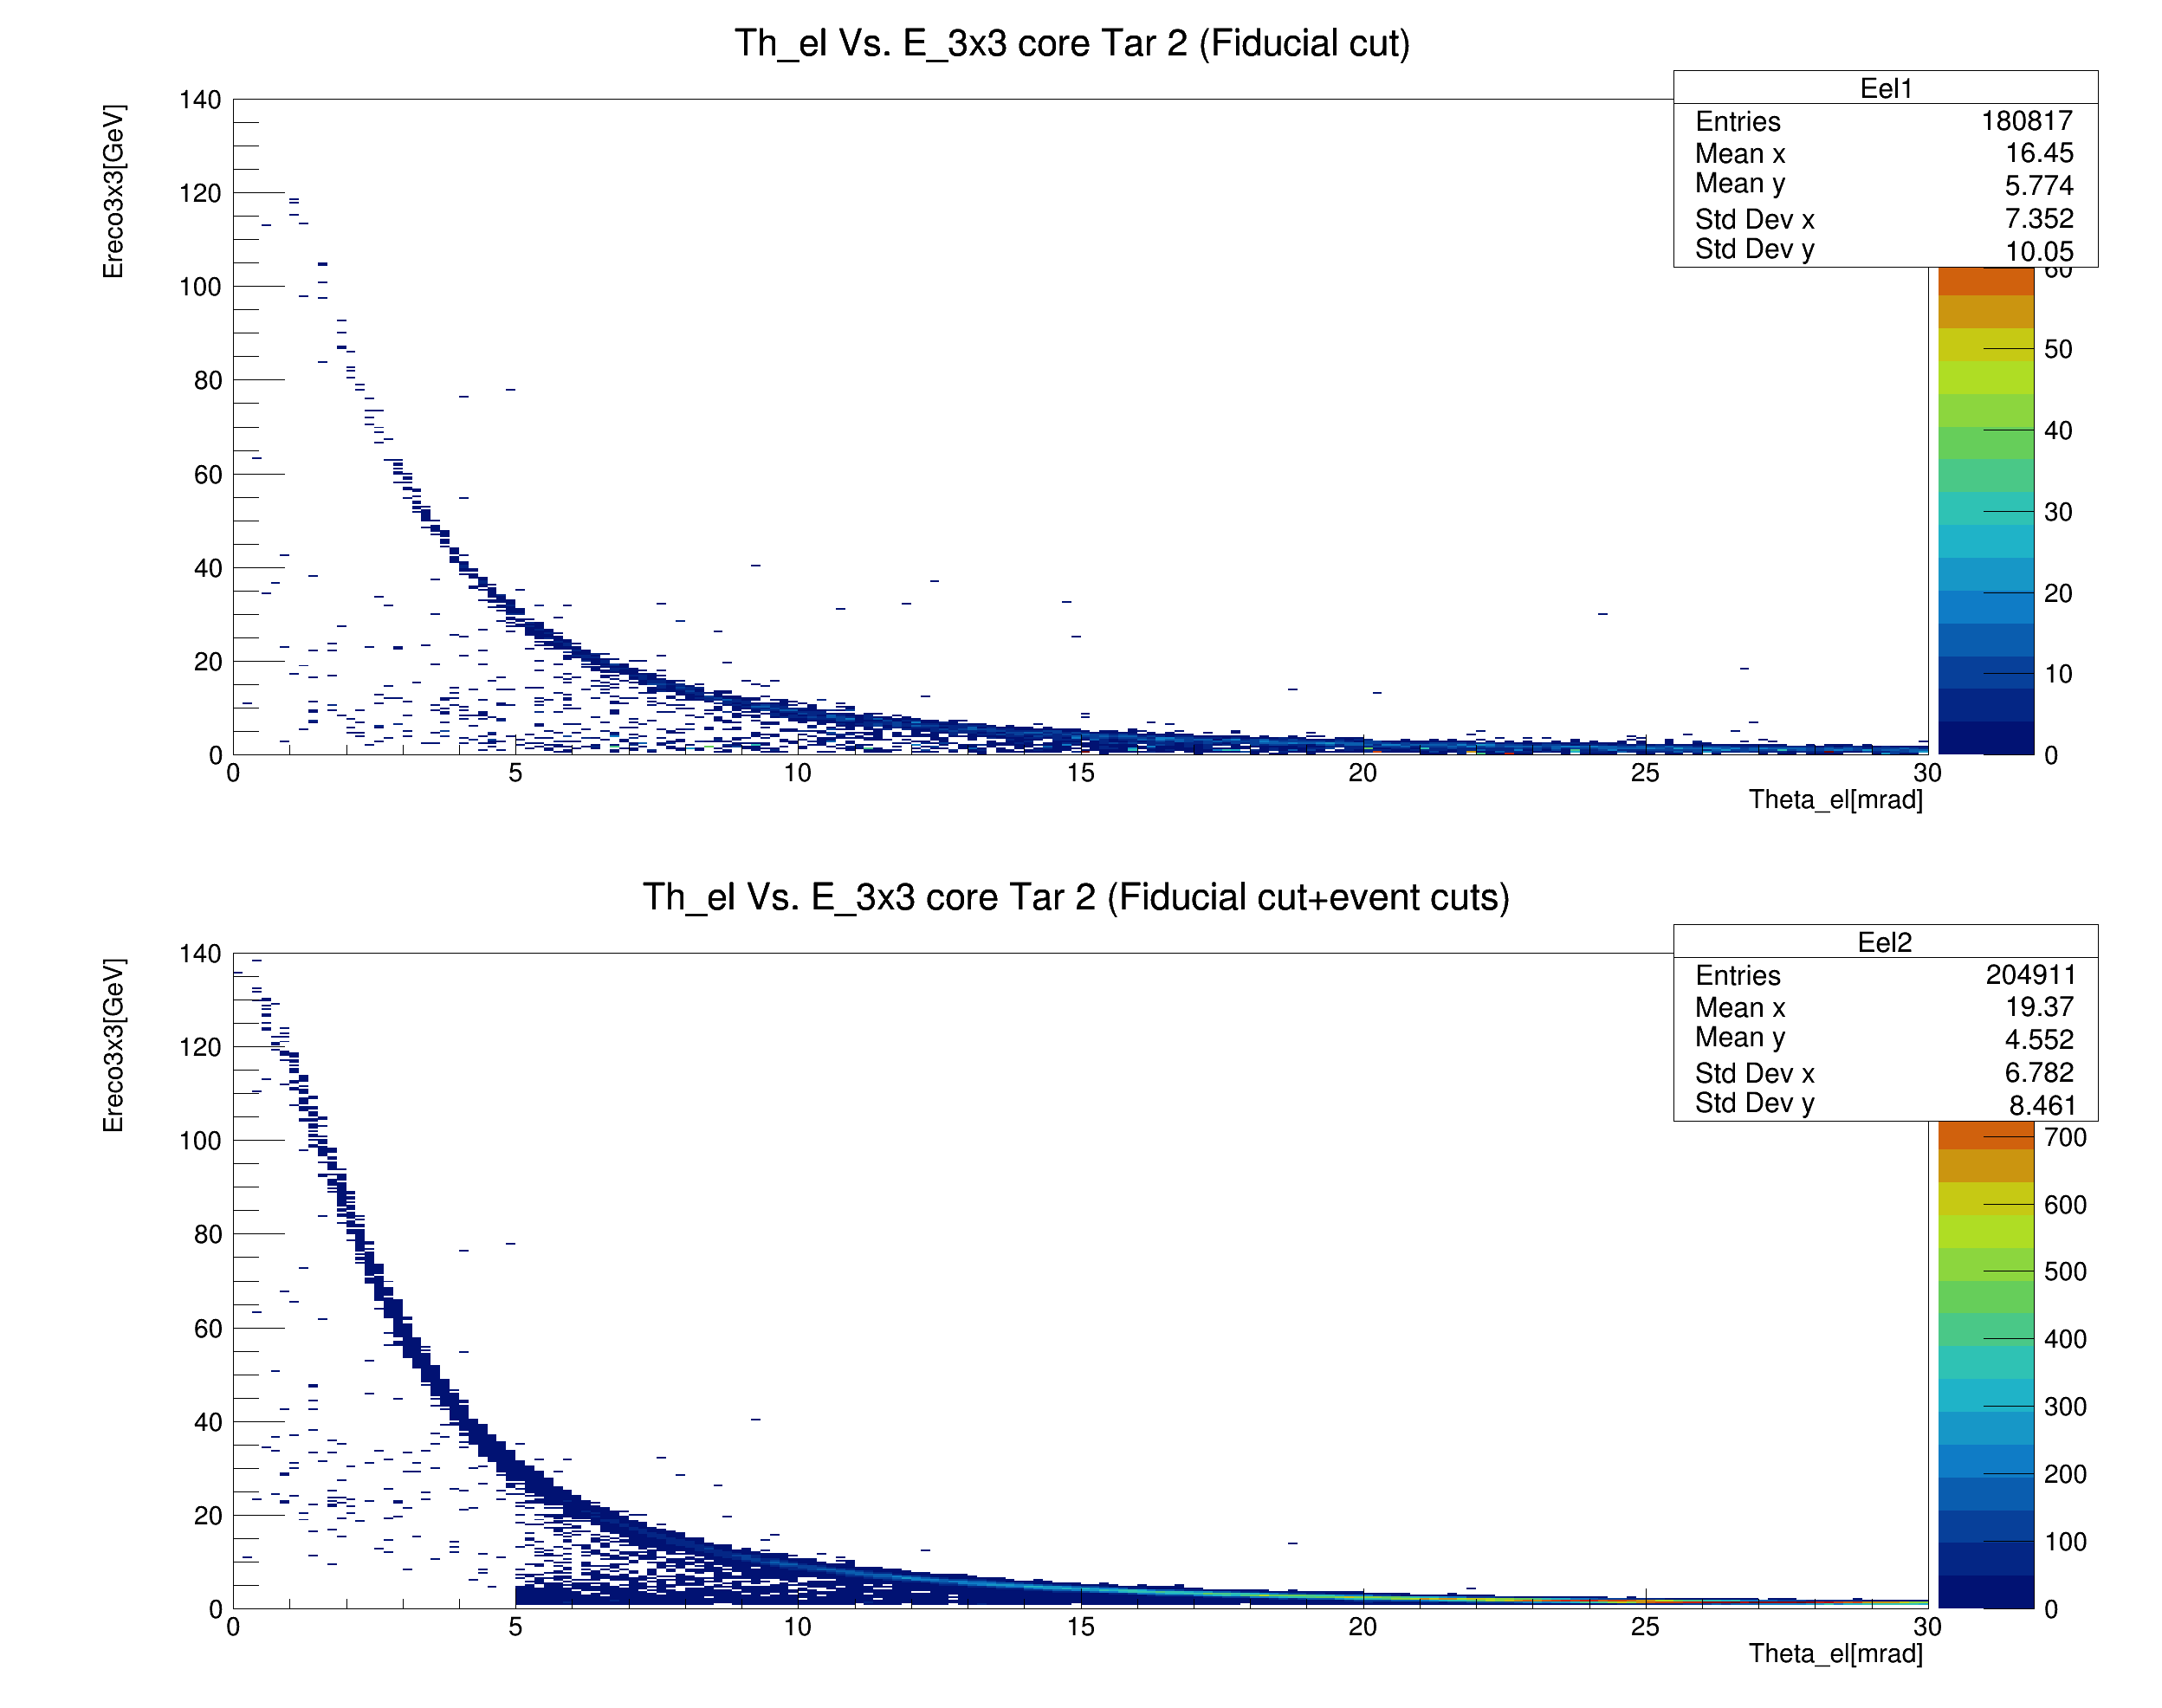 Th_el Vs. E_3x3 core Tar 2 (Fiducial cut)
Ereco3x3[GeV]
140
120
100
80
60
40
20
0
0 5 10 15 20 25 30
Theta_el[mrad]
Eel1
Entries 180817
Mean x 16.45
Mean y 5.774
Std Dev x 7.352
Std Dev y 10.05
60
50
40
30
20
10
0
Th_el Vs. E_3x3 core Tar 2 (Fiducial cut+event cuts)
Ereco3x3[GeV]
140
120
100
80
60
40
20
0
0 5 10 15 20 25 30
Theta_el[mrad]
Eel2
Entries 204911
Mean x 19.37
Mean y 4.552
Std Dev x 6.782
Std Dev y 8.461
700
600
500
400
300
200
100
0